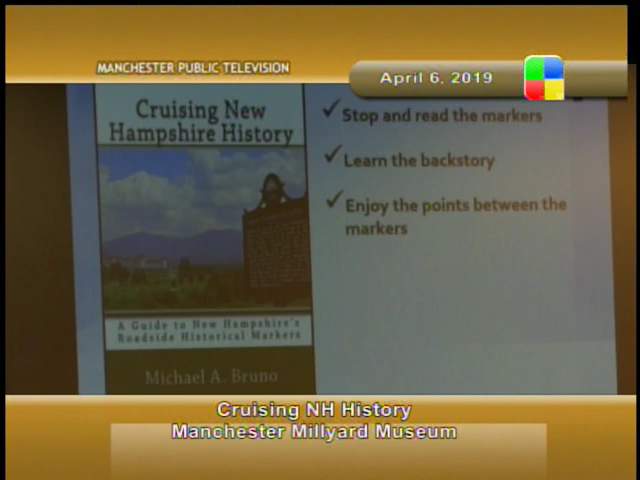 MANCHESTER PUBLIC TELEVISION
April 6, 2019
Cruising New
Hampshire History
A Guide to New Hampshire's
Roadside Historical Markers
Michael A. Bruno
✓ Stop and read the markers
✓ Learn the backstory
✓ Enjoy the points between the
markers
Cruising NH History
Manchester Millyard Museum